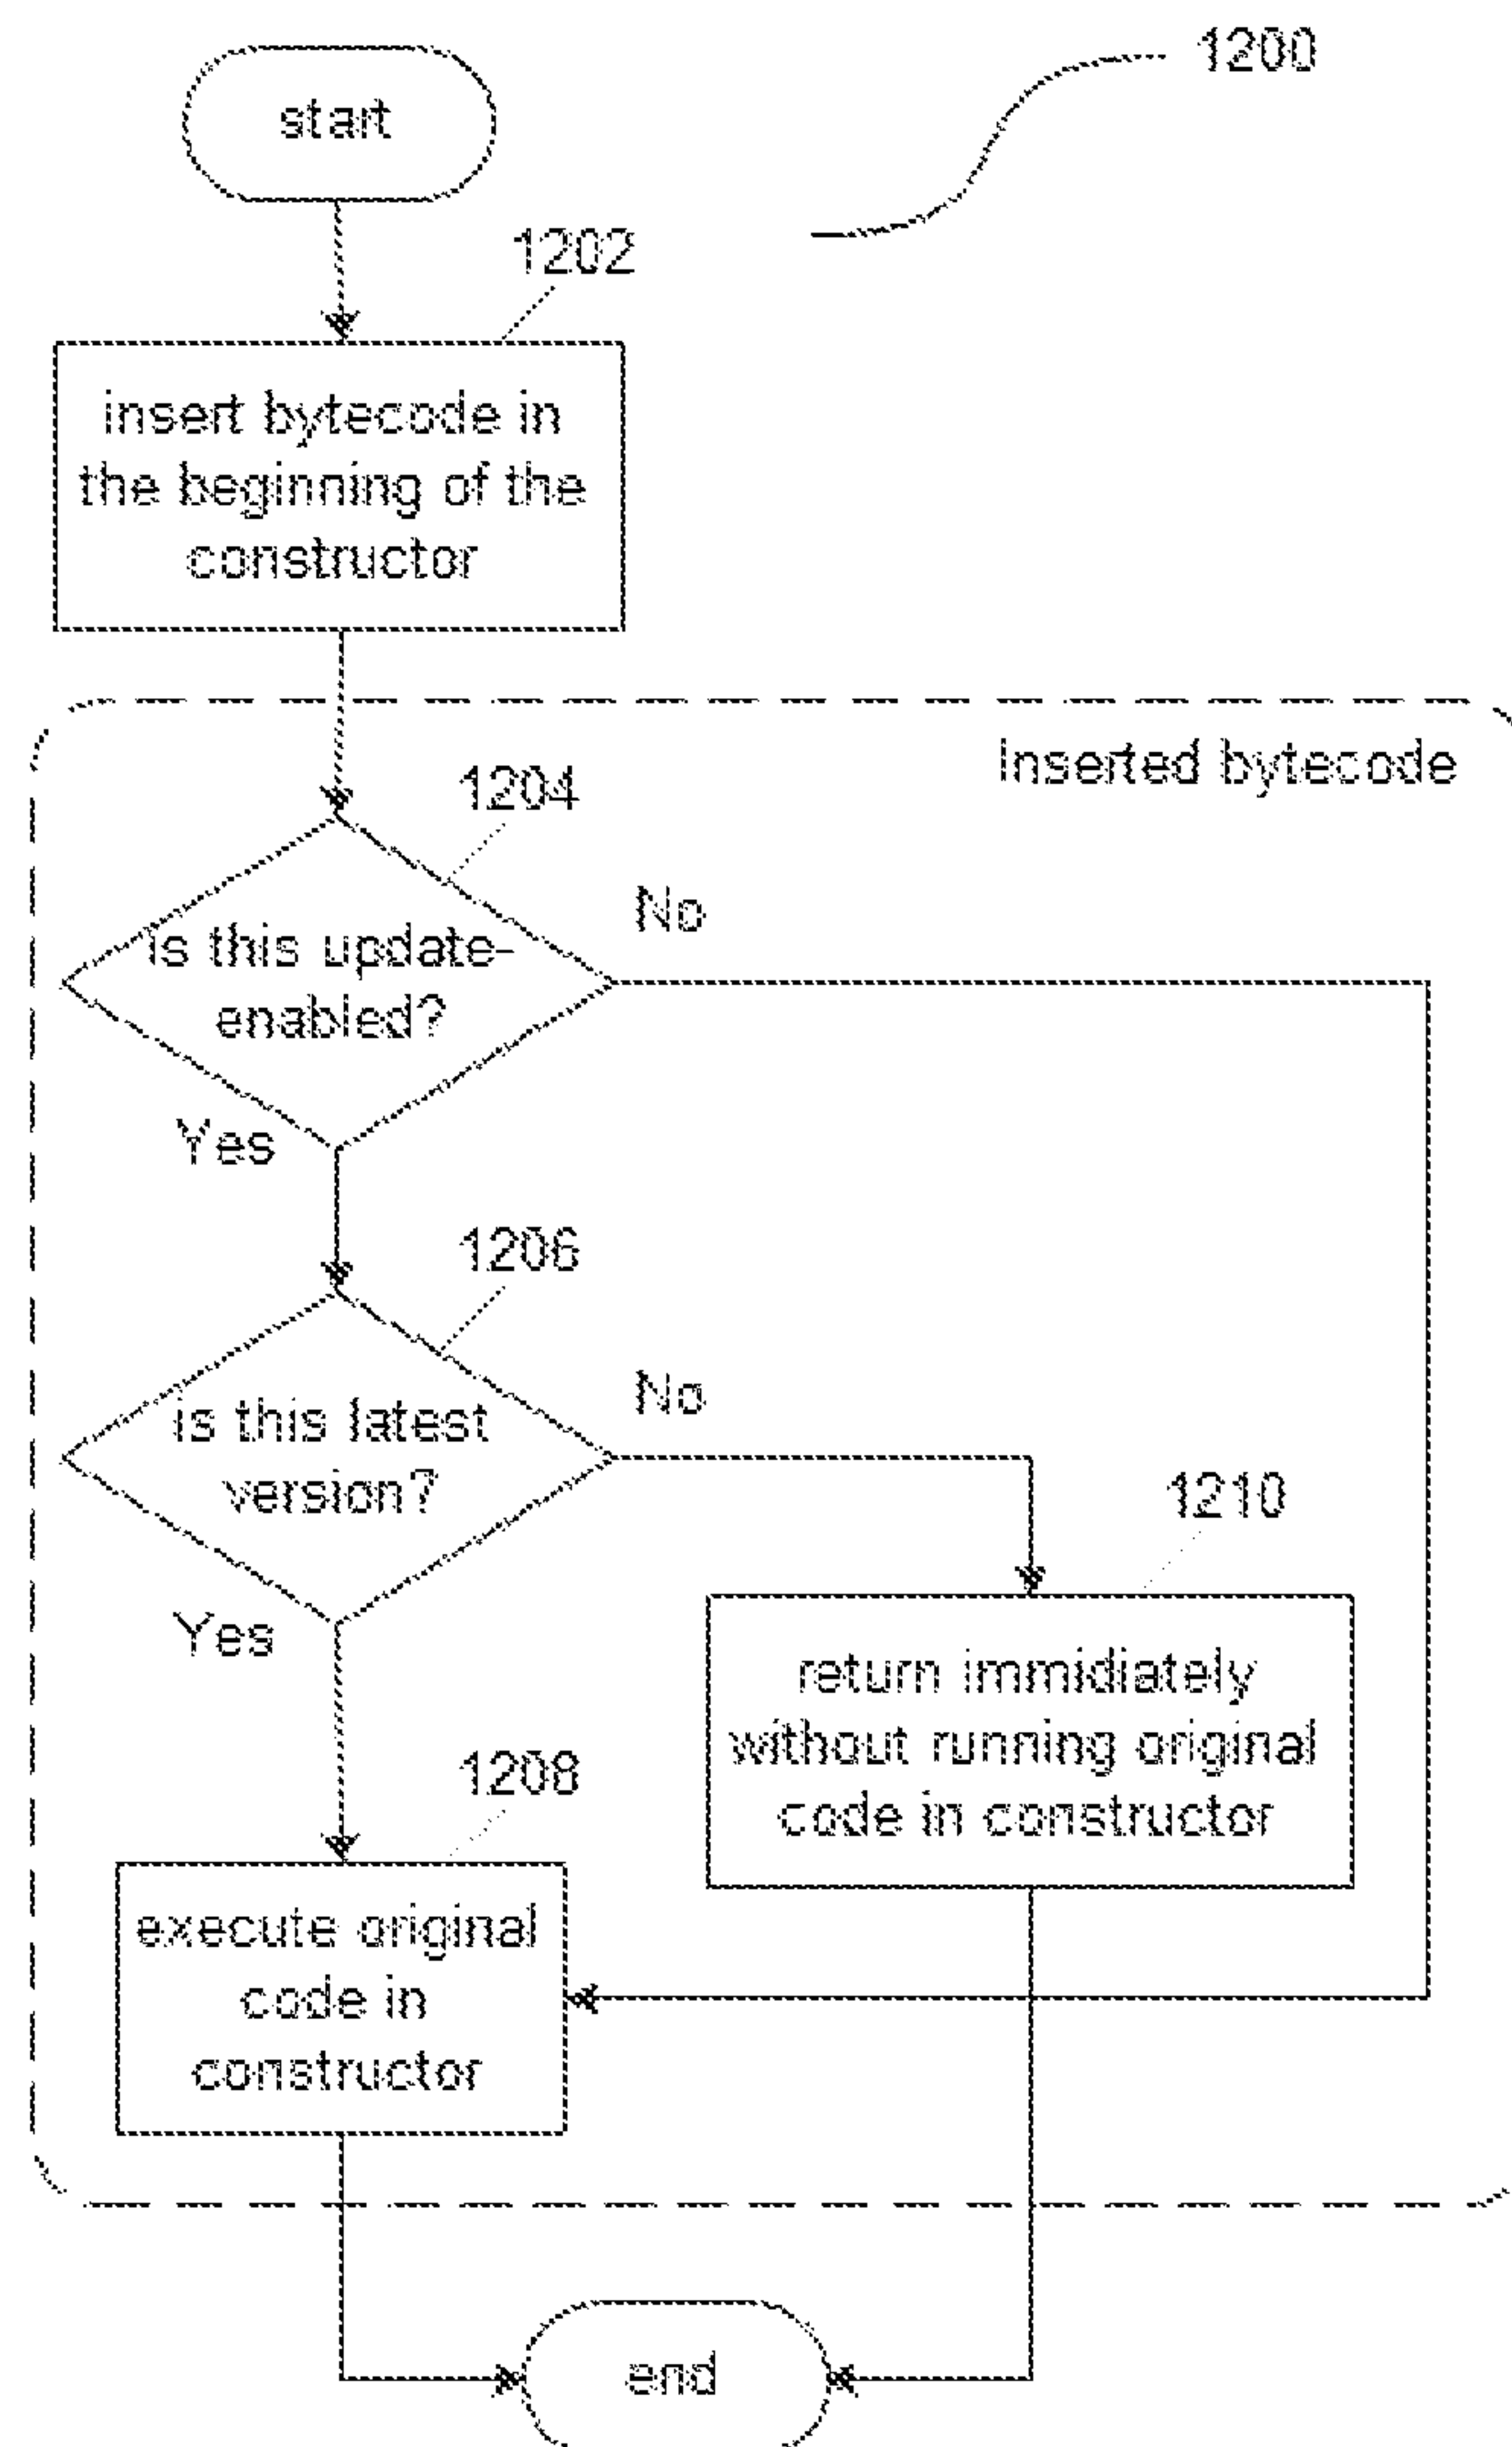 1200
start
1202
insert bytecode in
the beginning of the
constructor
inserted bytecode
1204
No
is this update-
enabled?
Yes
1206
No
is this latest
version?
1210
Yes
return immidiately
without running original
code in constructor
1208
execute original
code in
constructor
end